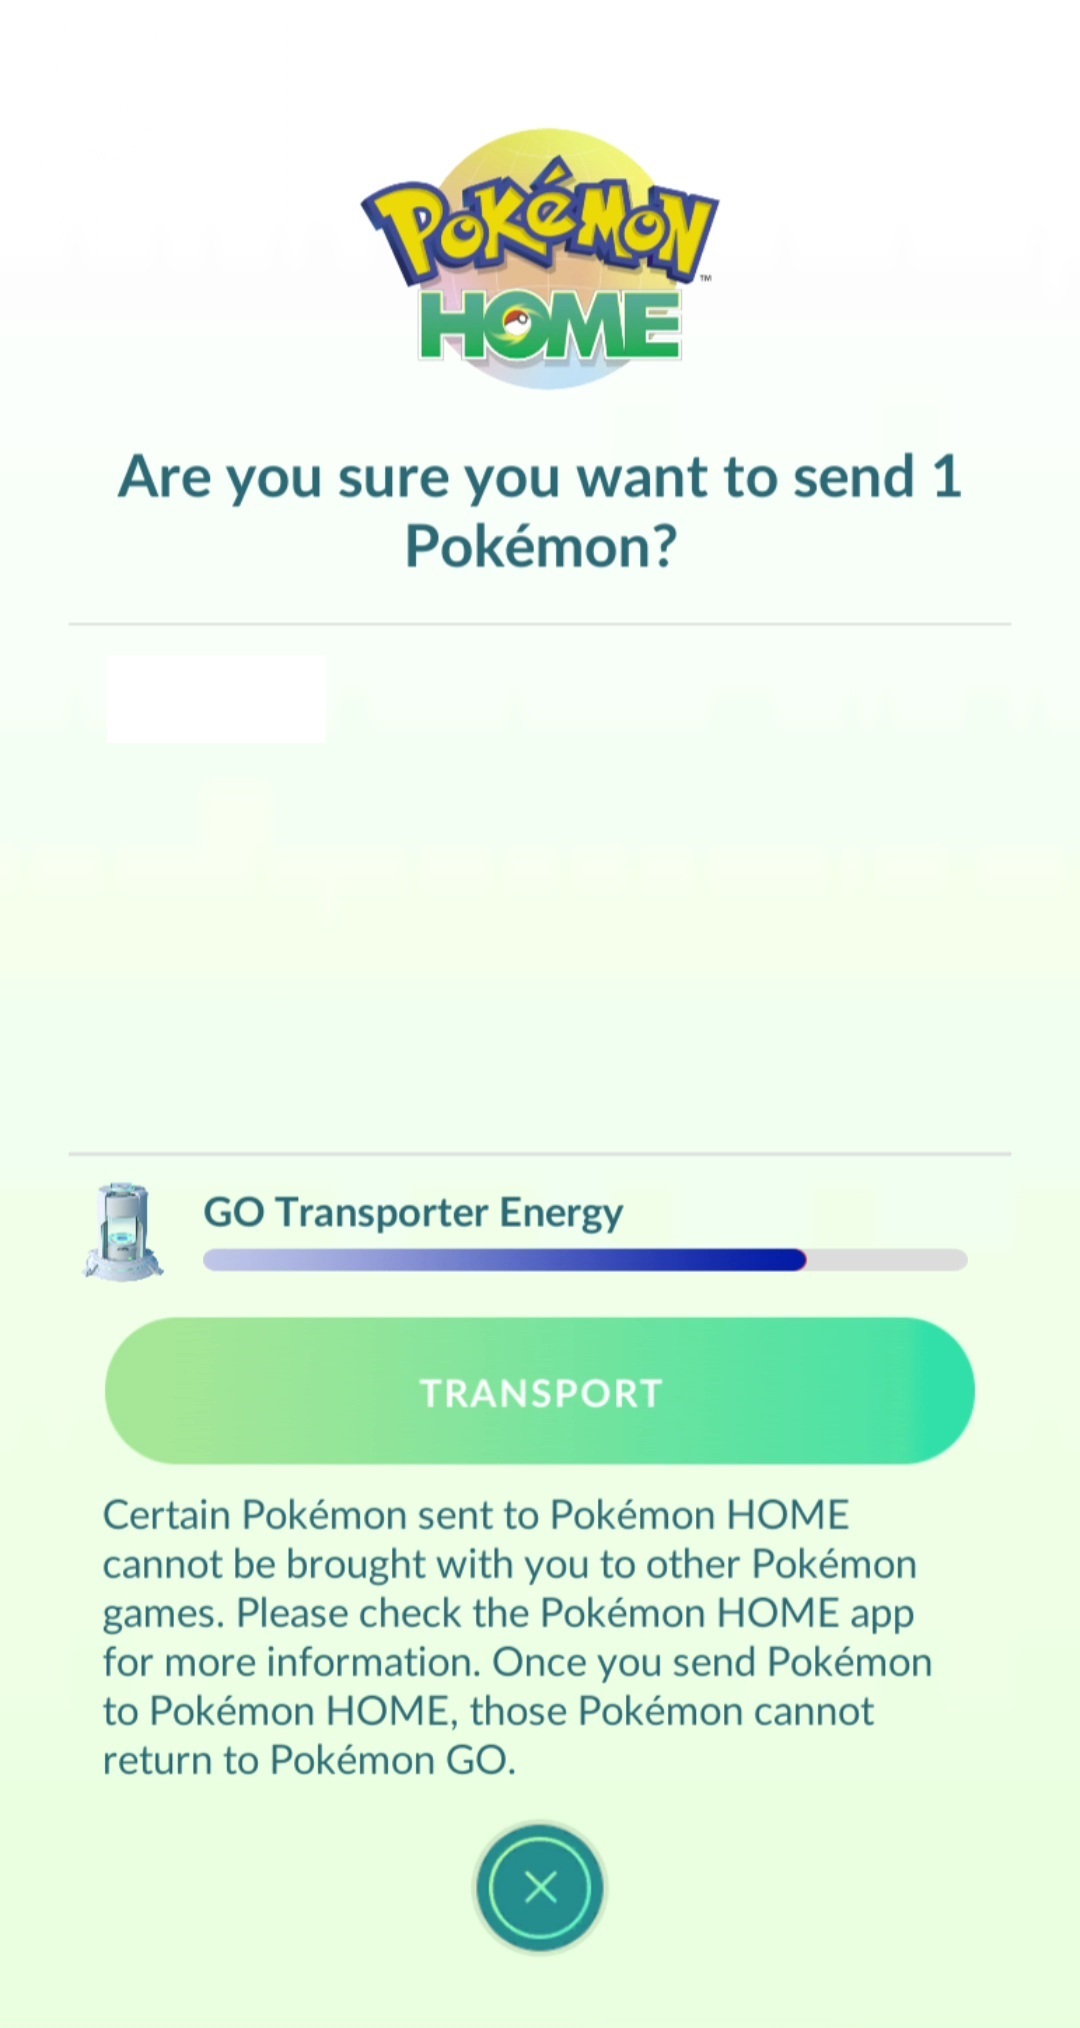 POKéMON
TM
HOME
Are you sure you want to send 1
Pokémon?
GO Transporter Energy
TRANSPORT
Certain Pokémon sent to Pokémon HOME
cannot be brought with you to other Pokémon
games. Please check the Pokémon HOME app
for more information. Once you send Pokémon
to Pokémon HOME, those Pokémon cannot
return to Pokémon GO.